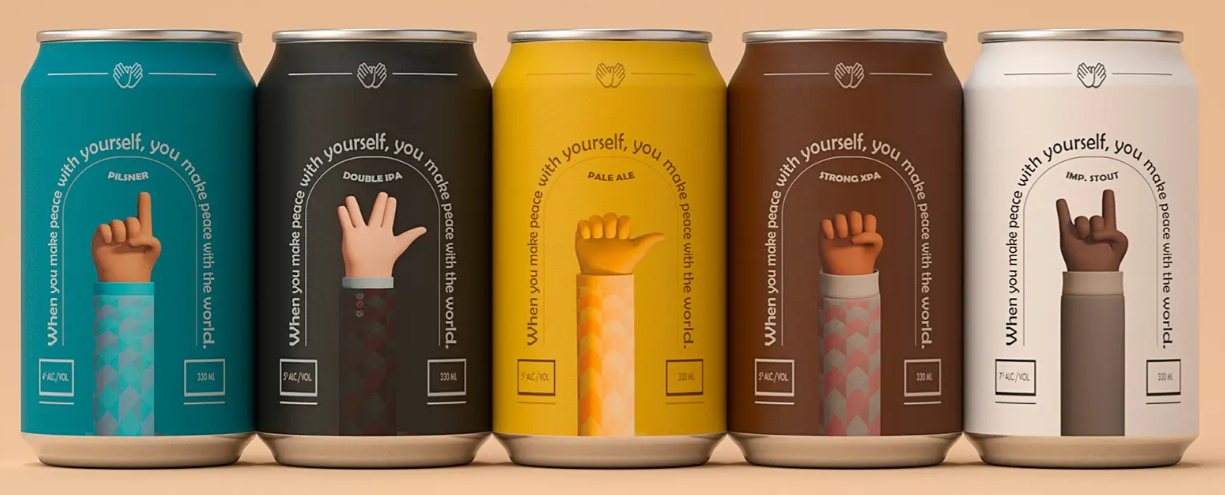 When you make peace with yourself, you make peace with the world.
PILSNER
4° ALC./VOL
330 ML
When you make peace with yourself, you make peace with the world.
DOUBLE IPA
5° ALC./VOL
330 ML
When you make peace with yourself, you make peace with the world.
PALE ALE
5° ALC./VOL
330 ML
When you make peace with yourself, you make peace with the world.
STRONG XPA
5° ALC./VOL
330 ML
When you make peace with yourself, you make peace with the world.
IMP. STOUT
7° ALC./VOL
330 ML